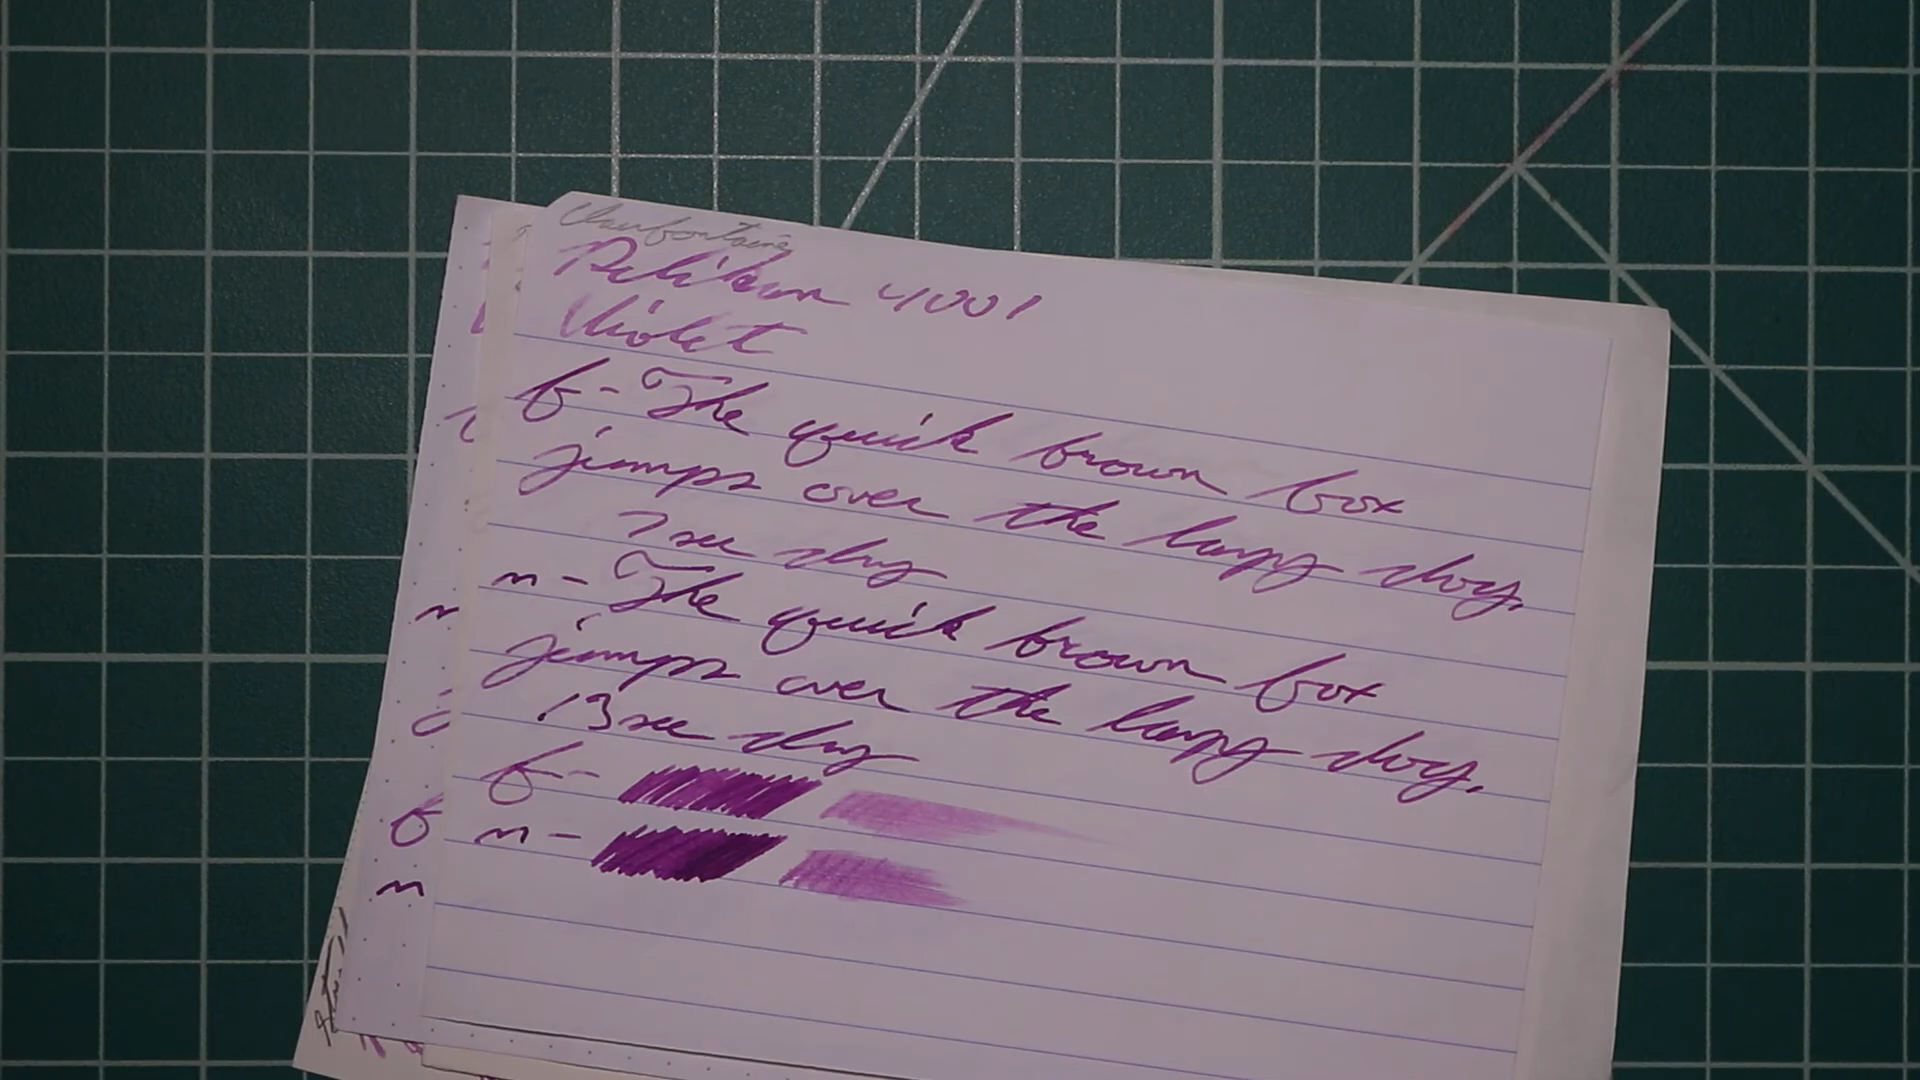 Clairefontaine
Pelikan 4001
Violet
f - The quick brown fox
jumps over the lazy dog.
7 sec dry
m - The quick brown fox
jumps over the lazy dog.
13 sec dry
f -
m -
m
f
m